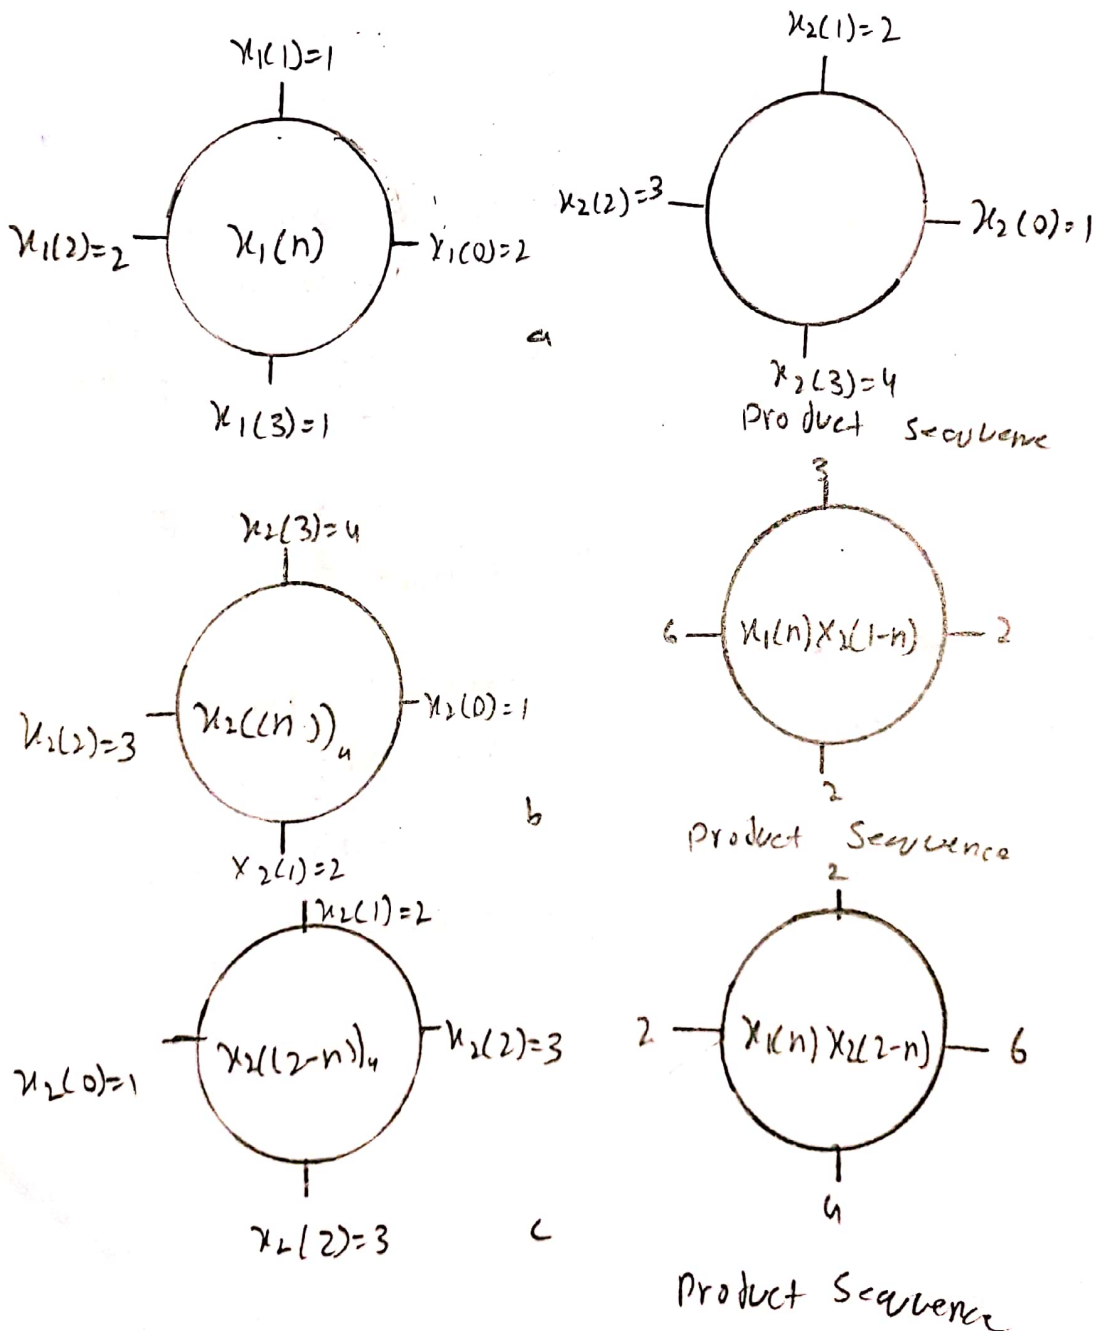 x₁(1)=1
x₂(1)=2
x₁(2)=2
x₁(n)
x₁(0)=2
x₂(2)=3
x₂(0)=1
a
x₁(3)=1
x₂(3)=4
Product Sequence
x₂(3)=4
3
x₂(2)=3
x₂((n))₄
x₂(0)=1
6
x₁(n)x₂(1-n)
2
b
x₂(1)=2
2
Product Sequence
x₂(1)=2
2
x₂(0)=1
x₂((2-n))₄
x₂(2)=3
2
x₁(n)x₂(2-n)
6
x₂(2)=3
c
4
Product Sequence